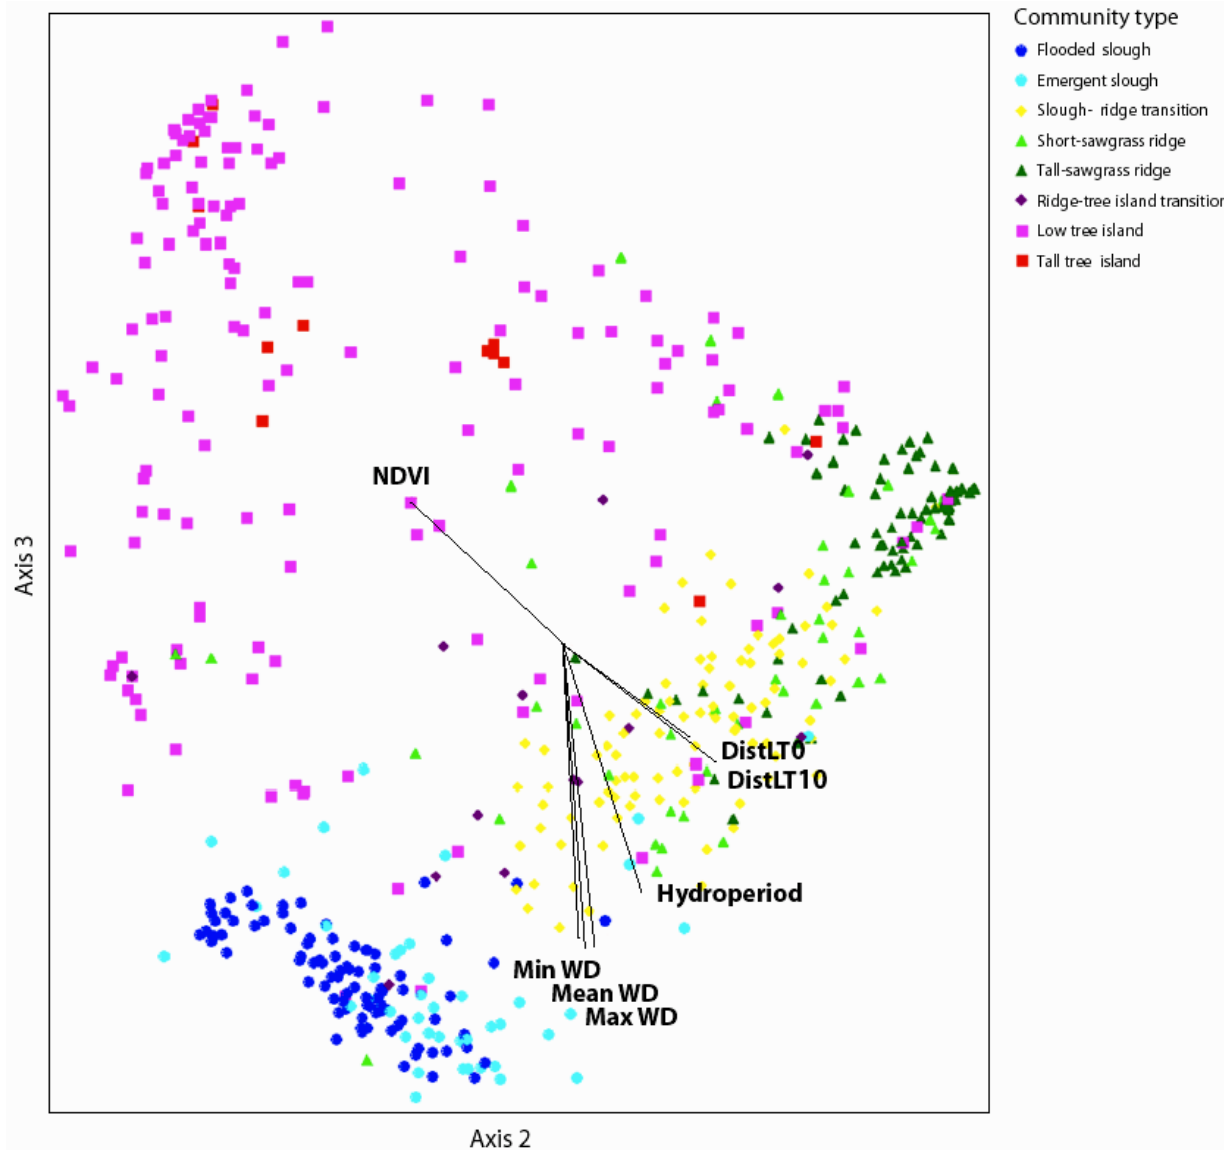 Community type
Flooded slough
Emergent slough
Slough- ridge transition
Short-sawgrass ridge
Tall-sawgrass ridge
Ridge-tree island transition
Low tree island
Tall tree island
NDVI
Axis 3
DistLT0
DistLT10
Hydroperiod
Min WD
Mean WD
Max WD
Axis 2